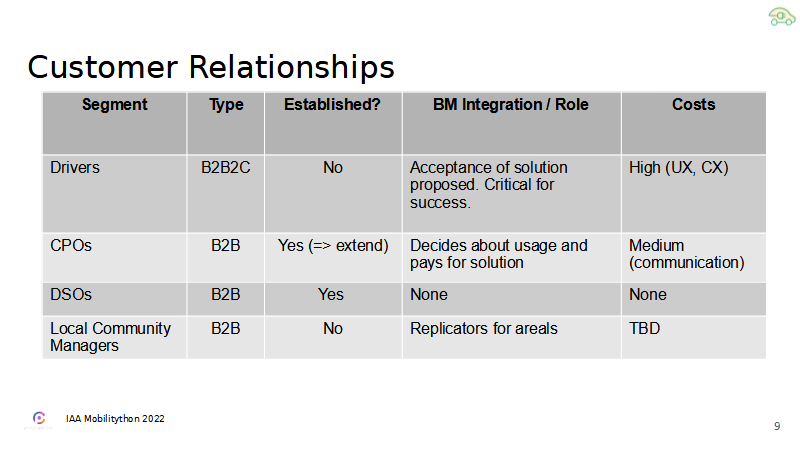 Customer Relationships
Segment Type Established? BM Integration / Role Costs
Drivers B2B2C No Acceptance of solution High (UX, CX)
proposed. Critical for
success.
CPOs B2B Yes (=> extend) Decides about usage and Medium
pays for solution (communication)
DSOs B2B Yes None None
Local Community B2B No Replicators for areals TBD
Managers
IAA Mobilitython 2022
9